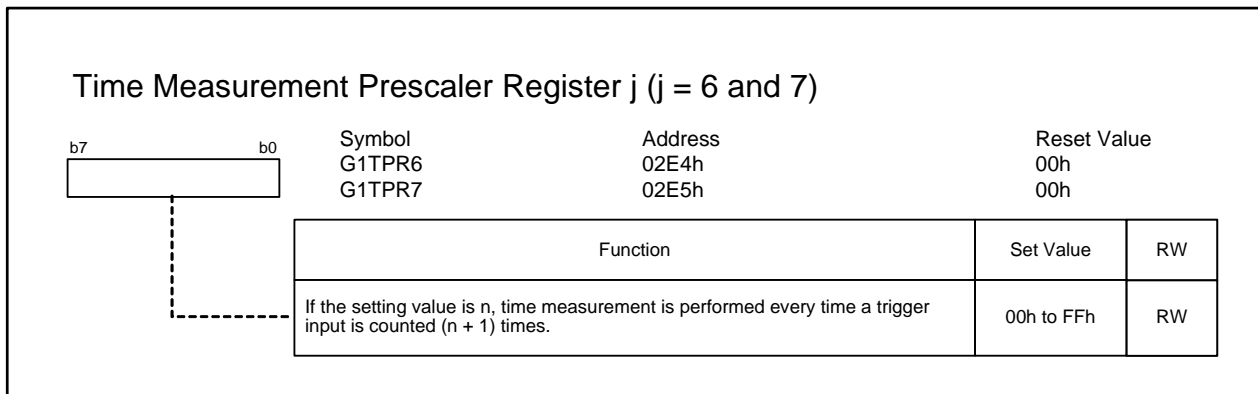 Time Measurement Prescaler Register j (j = 6 and 7)
b7 b0
Symbol Address Reset Value
G1TPR6 02E4h 00h
G1TPR7 02E5h 00h
Function Set Value RW
If the setting value is n, time measurement is performed every time a trigger
input is counted (n + 1) times.
00h to FFh RW